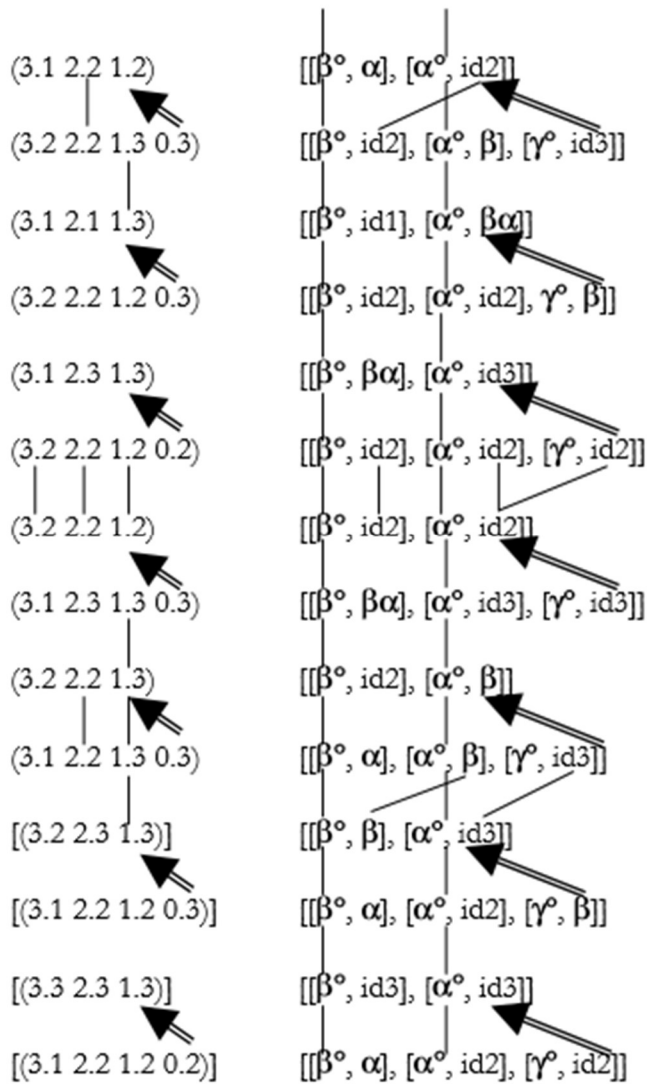 (3.1 2.2 1.2) [[β°, α], [α°, id2]]
(3.2 2.2 1.3 0.3) [[β°, id2], [α°, β], [γ°, id3]]
(3.1 2.1 1.3) [[β°, id1], [α°, βα]]
(3.2 2.2 1.2 0.3) [[β°, id2], [α°, id2], γ°, β]]
(3.1 2.3 1.3) [[β°, βα], [α°, id3]]
(3.2 2.2 1.2 0.2) [[β°, id2], [α°, id2], [γ°, id2]]
(3.2 2.2 1.2) [[β°, id2], [α°, id2]]
(3.1 2.3 1.3 0.3) [[β°, βα], [α°, id3], [γ°, id3]]
(3.2 2.2 1.3) [[β°, id2], [α°, β]]
(3.1 2.2 1.3 0.3) [[β°, α], [α°, β], [γ°, id3]]
[(3.2 2.3 1.3)] [[β°, β], [α°, id3]]
[(3.1 2.2 1.2 0.3)] [[β°, α], [α°, id2], [γ°, β]]
[(3.3 2.3 1.3)] [[β°, id3], [α°, id3]]
[(3.1 2.2 1.2 0.2)] [[β°, α], [α°, id2], [γ°, id2]]